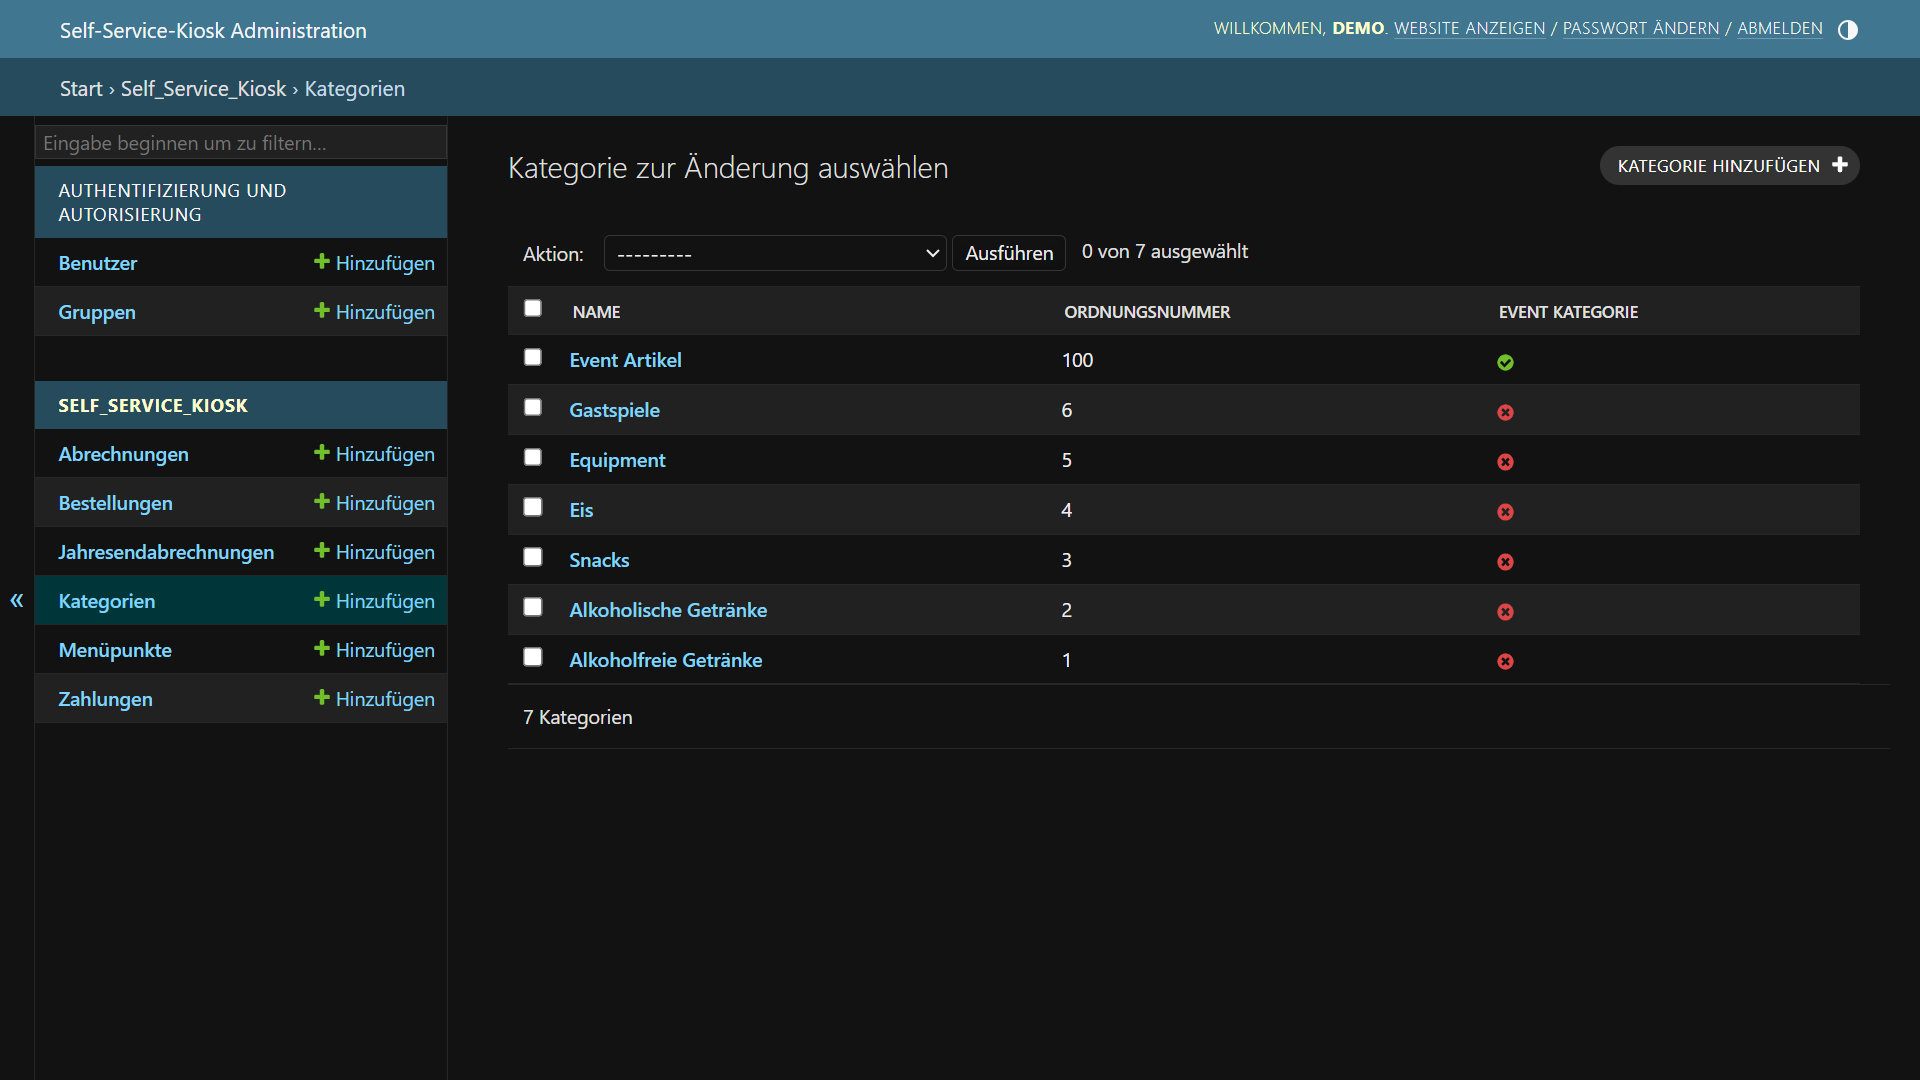 Self-Service-Kiosk Administration
WILLKOMMEN, DEMO. WEBSITE ANZEIGEN / PASSWORT ÄNDERN / ABMELDEN
Start › Self_Service_Kiosk › Kategorien
Eingabe beginnen um zu filtern...
AUTHENTIFIZIERUNG UND
AUTORISIERUNG
Benutzer Hinzufügen
Gruppen Hinzufügen
SELF_SERVICE_KIOSK
Abrechnungen Hinzufügen
Bestellungen Hinzufügen
Jahresendabrechnungen Hinzufügen
Kategorien Hinzufügen
Menüpunkte Hinzufügen
Zahlungen Hinzufügen
«
Kategorie zur Änderung auswählen
KATEGORIE HINZUFÜGEN
Aktion: --------- Ausführen 0 von 7 ausgewählt
NAME ORDNUNGSNUMMER EVENT KATEGORIE
Event Artikel 100
Gastspiele 6
Equipment 5
Eis 4
Snacks 3
Alkoholische Getränke 2
Alkoholfreie Getränke 1
7 Kategorien